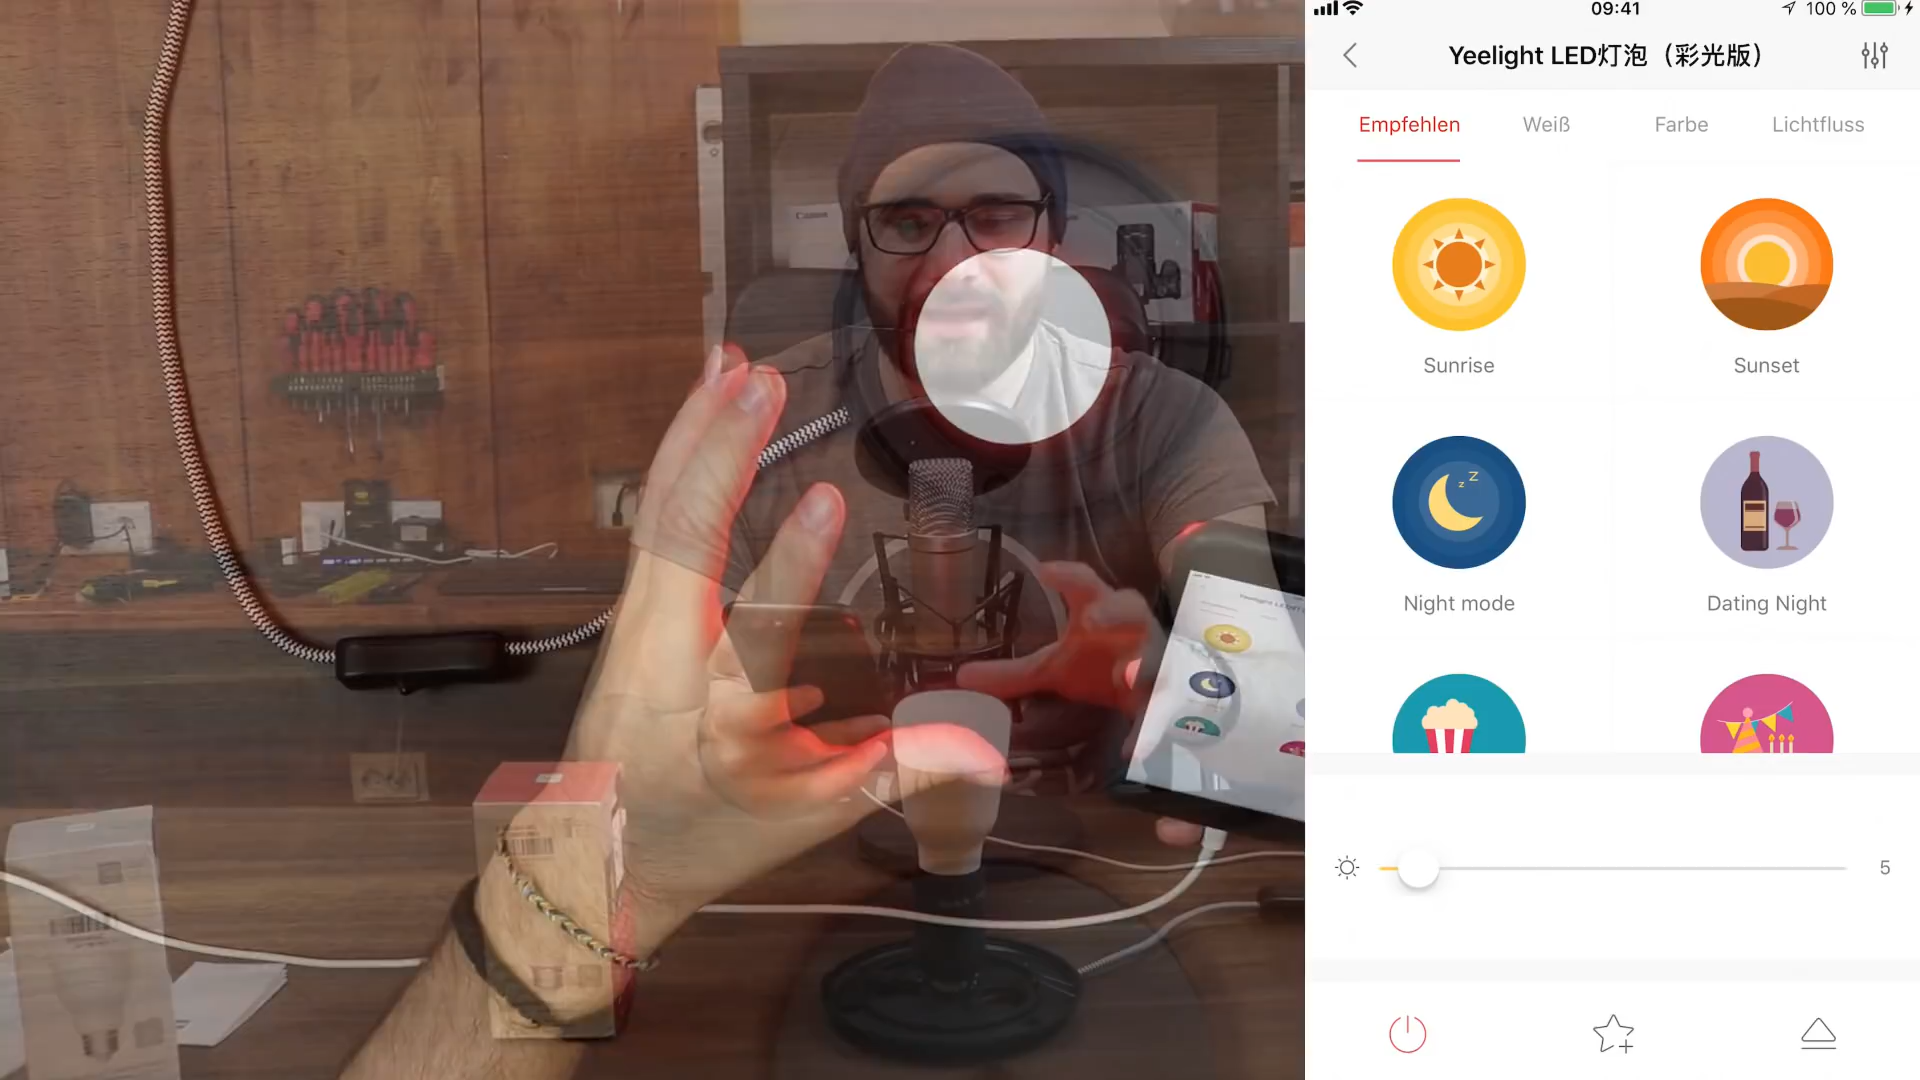 Canon
09:41
100 %
Yeelight LED灯泡（彩光版）
Empfehlen
Weiß
Farbe
Lichtfluss
Sunrise
Sunset
Night mode
Dating Night
5